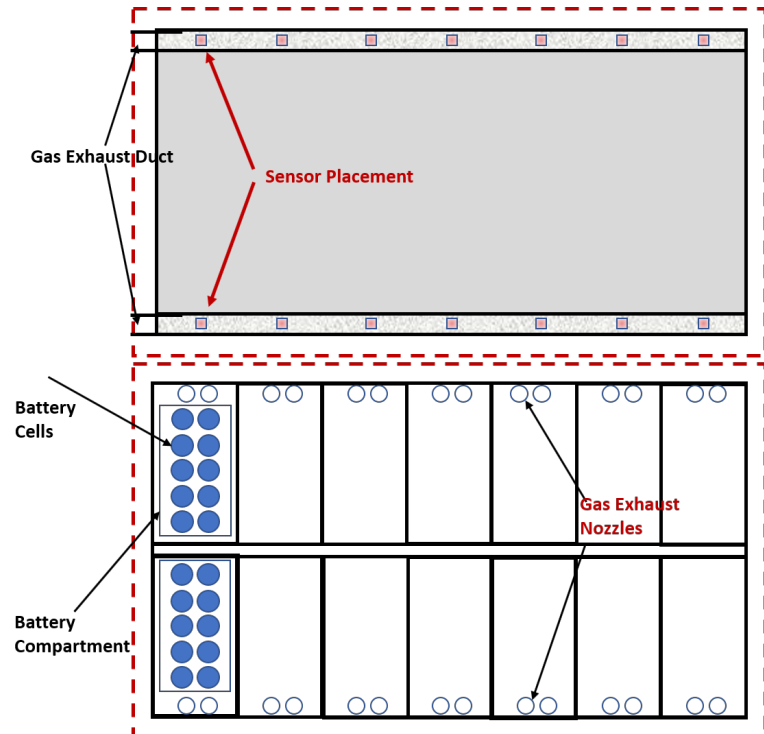 Gas Exhaust Duct
Sensor Placement
Battery
Cells
Gas Exhaust
Nozzles
Battery
Compartment